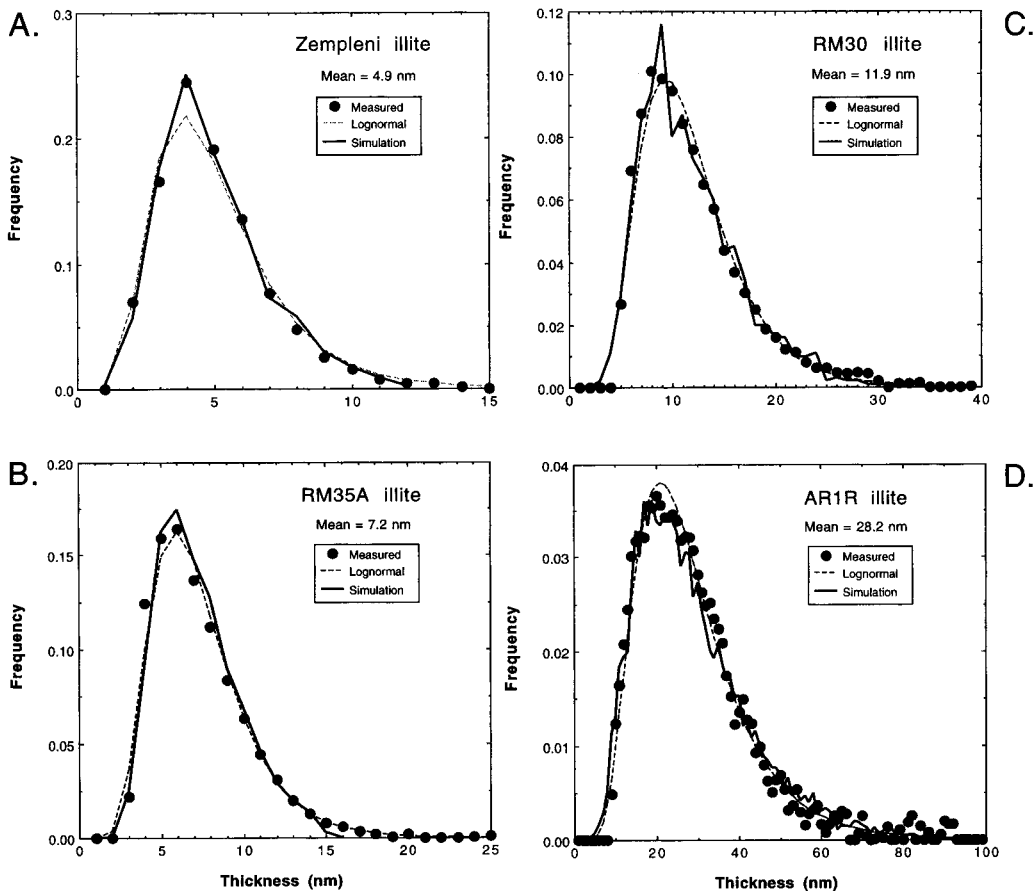 A.
Zempleni illite
Mean = 4.9 nm
Measured
Lognormal
Simulation
Frequency
0.3
0.2
0.1
0.0
0 5 10 15
C.
RM30 illite
Mean = 11.9 nm
Measured
Lognormal
Simulation
Frequency
0.12
0.10
0.08
0.06
0.04
0.02
0.00
0 10 20 30 40
B.
RM35A illite
Mean = 7.2 nm
Measured
Lognormal
Simulation
Frequency
0.20
0.15
0.10
0.05
0.00
0 5 10 15 20 25
Thickness (nm)
D.
AR1R illite
Mean = 28.2 nm
Measured
Lognormal
Simulation
Frequency
0.04
0.03
0.02
0.01
0.00
0 20 40 60 80 100
Thickness (nm)